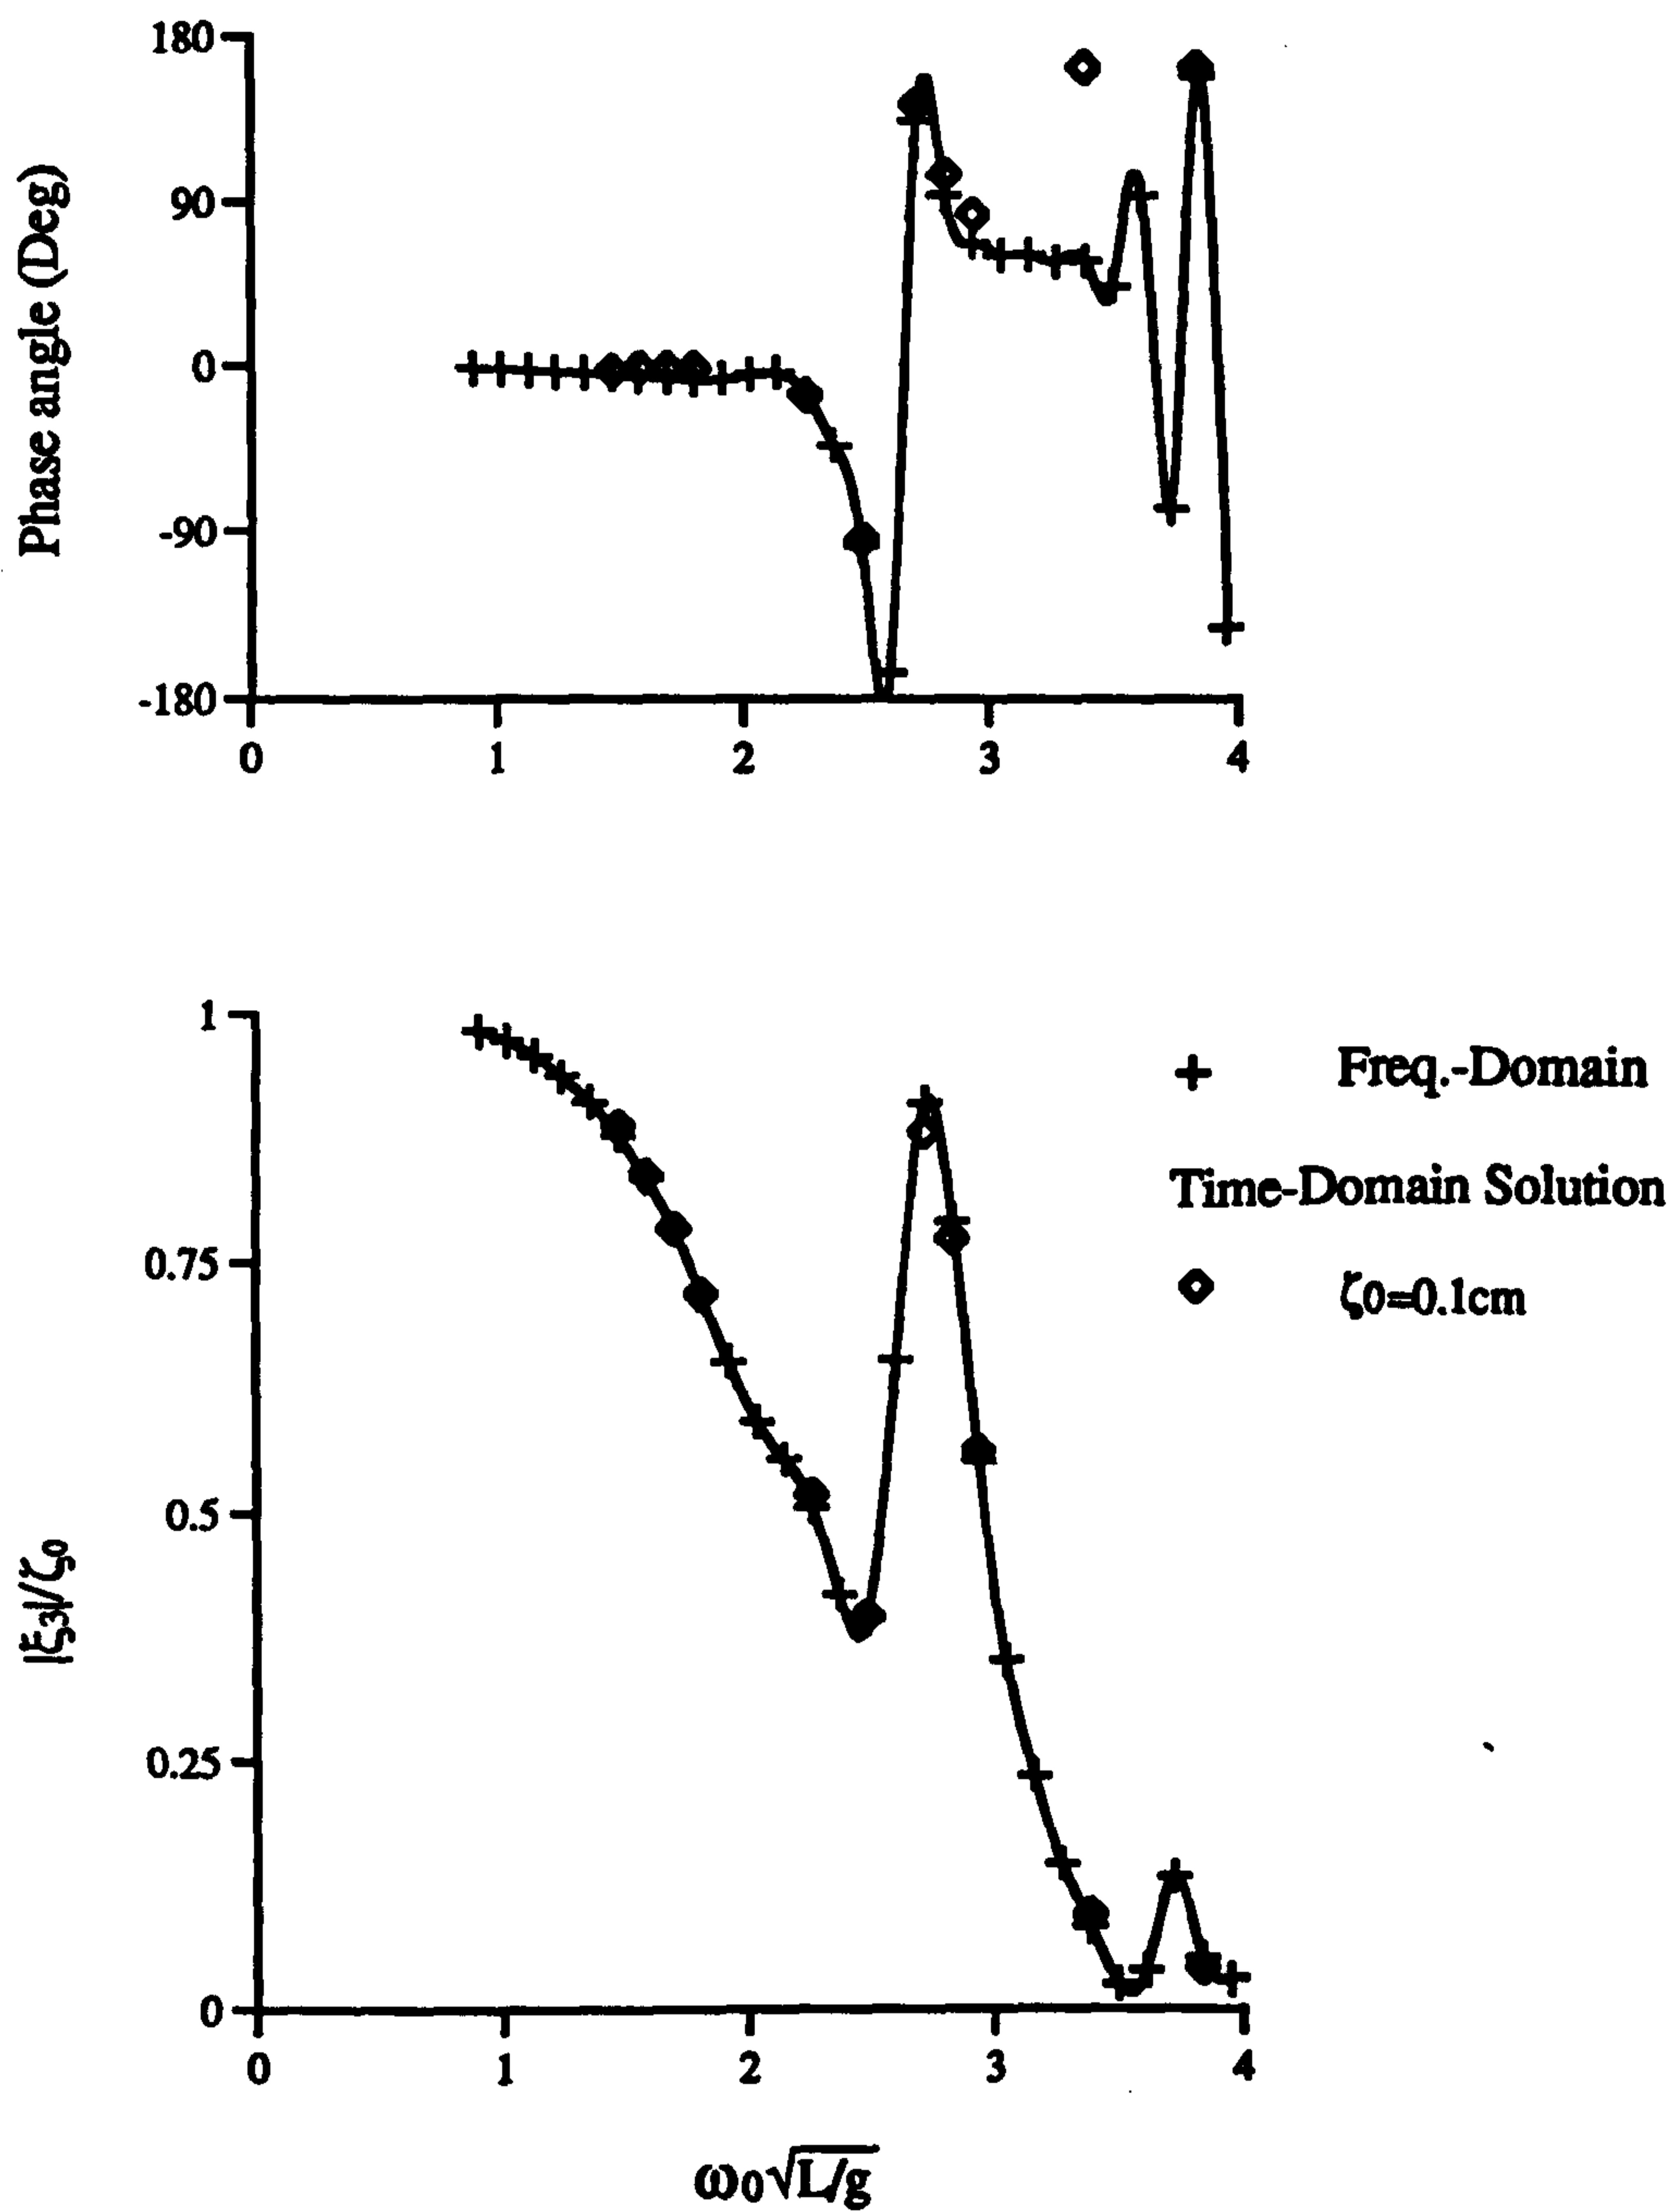 Phase angle (Deg)
180
90
0
-90
-180
0 1 2 3 4
|ξ3|/ζ0
1
0.75
0.5
0.25
0
0 1 2 3 4
ω0√L/g
+ Freq.-Domain
Time-Domain Solution
ζ0=0.1cm